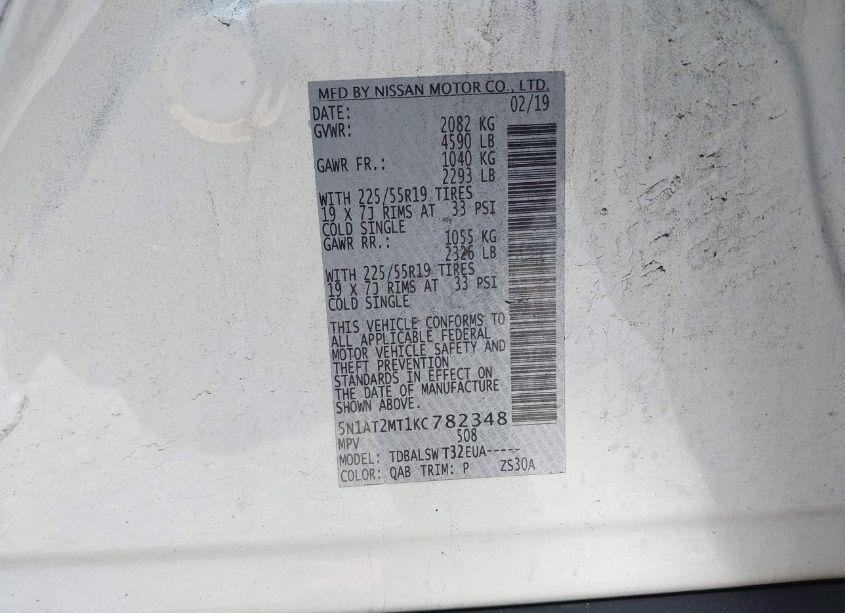 MFD BY NISSAN MOTOR CO., LTD.
DATE: 02/19
GVWR: 2082 KG
4590 LB
GAWR FR.: 1040 KG
2293 LB
WITH 225/55R19 TIRES
19 X 7J RIMS AT 33 PSI
COLD SINGLE
GAWR RR.: 1055 KG
2326 LB
WITH 225/55R19 TIRES
19 X 7J RIMS AT 33 PSI
COLD SINGLE
THIS VEHICLE CONFORMS TO
ALL APPLICABLE FEDERAL
MOTOR VEHICLE SAFETY AND
THEFT PREVENTION
STANDARDS IN EFFECT ON
THE DATE OF MANUFACTURE
SHOWN ABOVE.
5N1AT2MT1KC782348
MPV 508
MODEL: TDBALSW T32EUA-----
COLOR: QAB TRIM: P ZS30A